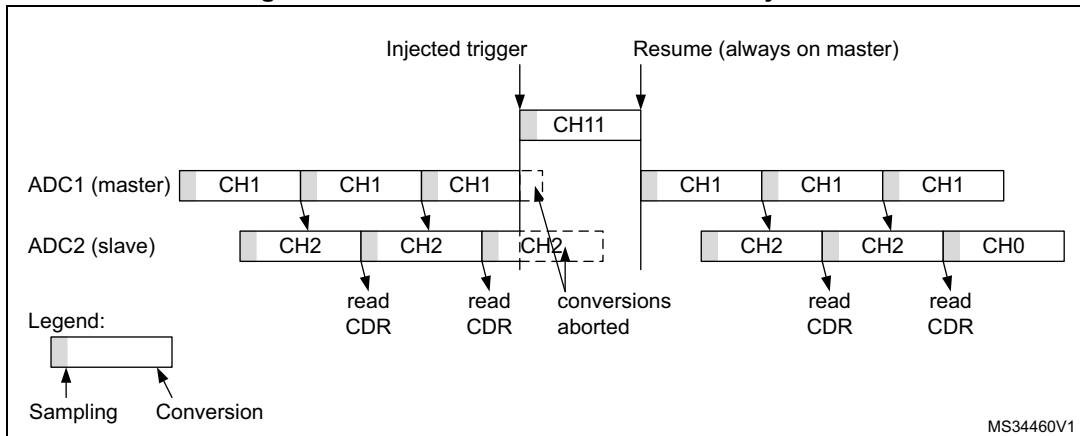 Injected trigger
Resume (always on master)
CH11
ADC1 (master) CH1 CH1 CH1 CH1 CH1 CH1
ADC2 (slave) CH2 CH2 CH2 CH2 CH2 CH0
read CDR
read CDR
conversions aborted
read CDR
read CDR
Legend:
Sampling
Conversion
MS34460V1